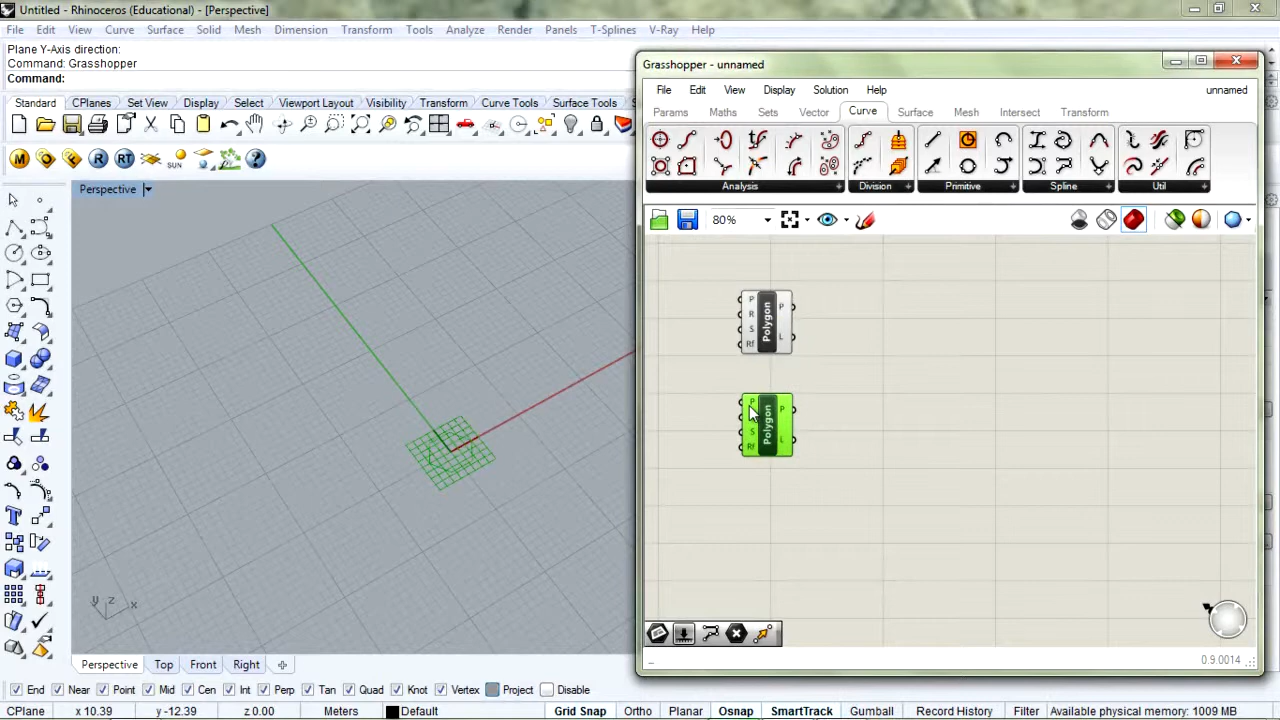 Untitled - Rhinoceros (Educational) - [Perspective]
File Edit View Curve Surface Solid Mesh Dimension Transform Tools Analyze Render Panels T-Splines V-Ray Help
Plane Y-Axis direction:
Command: Grasshopper
Command:
Standard CPlanes Set View Display Select Viewport Layout Visibility Transform Curve Tools Surface Tools
M R RT SUN
Perspective
y z x
Perspective Top Front Right
End Near Point Mid Cen Int Perp Tan Quad Knot Vertex Project Disable
CPlane x 10.39 y -12.39 z 0.00 Meters Default Grid Snap Ortho Planar Osnap SmartTrack Gumball Record History Filter Available physical memory: 1009 MB
Grasshopper - unnamed
File Edit View Display Solution Help unnamed
Params Maths Sets Vector Curve Surface Mesh Intersect Transform
Analysis Division Primitive Spline Util
80%
P R S Rf Polygon P L
P S Rf Polygon P L
0.9.0014